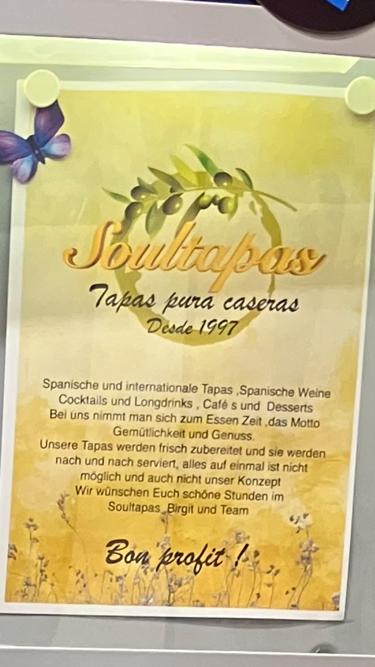 Soultapas
Tapas pura caseras
Desde 1997
Spanische und internationale Tapas ,Spanische Weine
Cocktails und Longdrinks , Café s und Desserts
Bei uns nimmt man sich zum Essen Zeit ,das Motto
Gemütlichkeit und Genuss.
Unsere Tapas werden frisch zubereitet und sie werden
nach und nach serviert, alles auf einmal ist nicht
möglich und auch nicht unser Konzept
Wir wünschen Euch schöne Stunden im
Soultapas ,Birgit und Team
Bon profit !